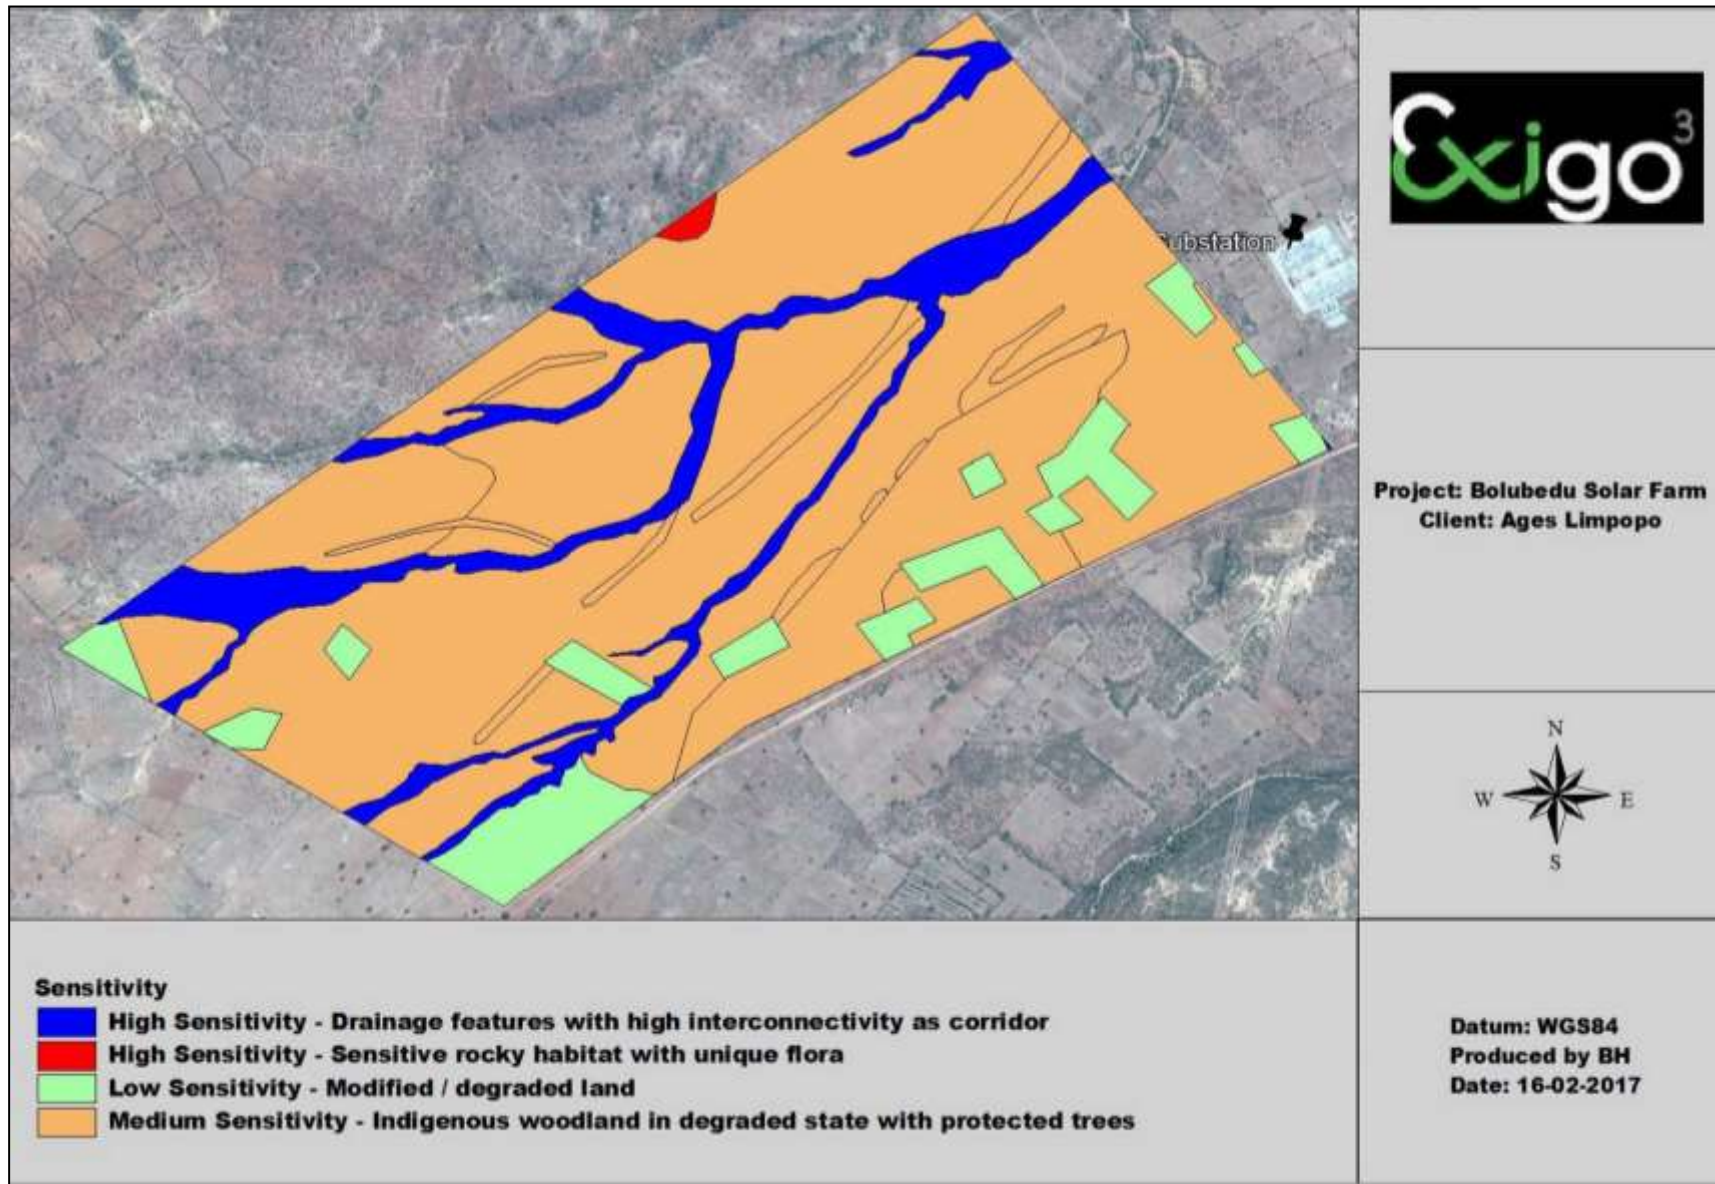 Exigo3
Substation
Project: Bolubedu Solar Farm
Client: Ages Limpopo
N
W E
S
Sensitivity
High Sensitivity - Drainage features with high interconnectivity as corridor
High Sensitivity - Sensitive rocky habitat with unique flora
Low Sensitivity - Modified / degraded land
Medium Sensitivity - Indigenous woodland in degraded state with protected trees
Datum: WGS84
Produced by BH
Date: 16-02-2017